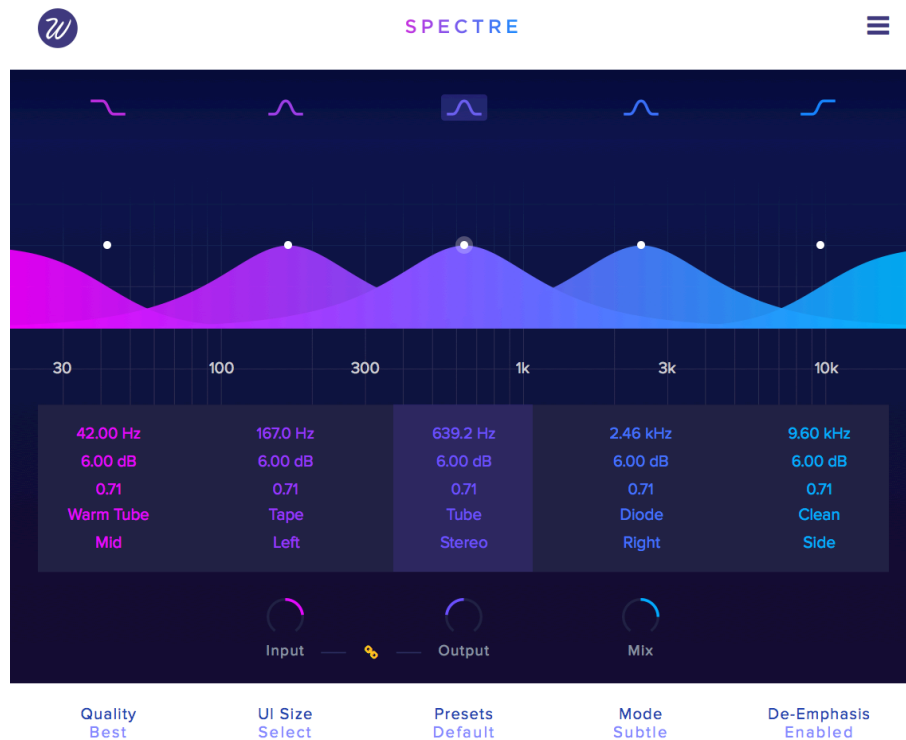 W
SPECTRE
30 100 300 1k 3k 10k
42.00 Hz 167.0 Hz 639.2 Hz 2.46 kHz 9.60 kHz
6.00 dB 6.00 dB 6.00 dB 6.00 dB 6.00 dB
0.71 0.71 0.71 0.71 0.71
Warm Tube Tape Tube Diode Clean
Mid Left Stereo Right Side
Input Output Mix
Quality UI Size Presets Mode De-Emphasis
Best Select Default Subtle Enabled